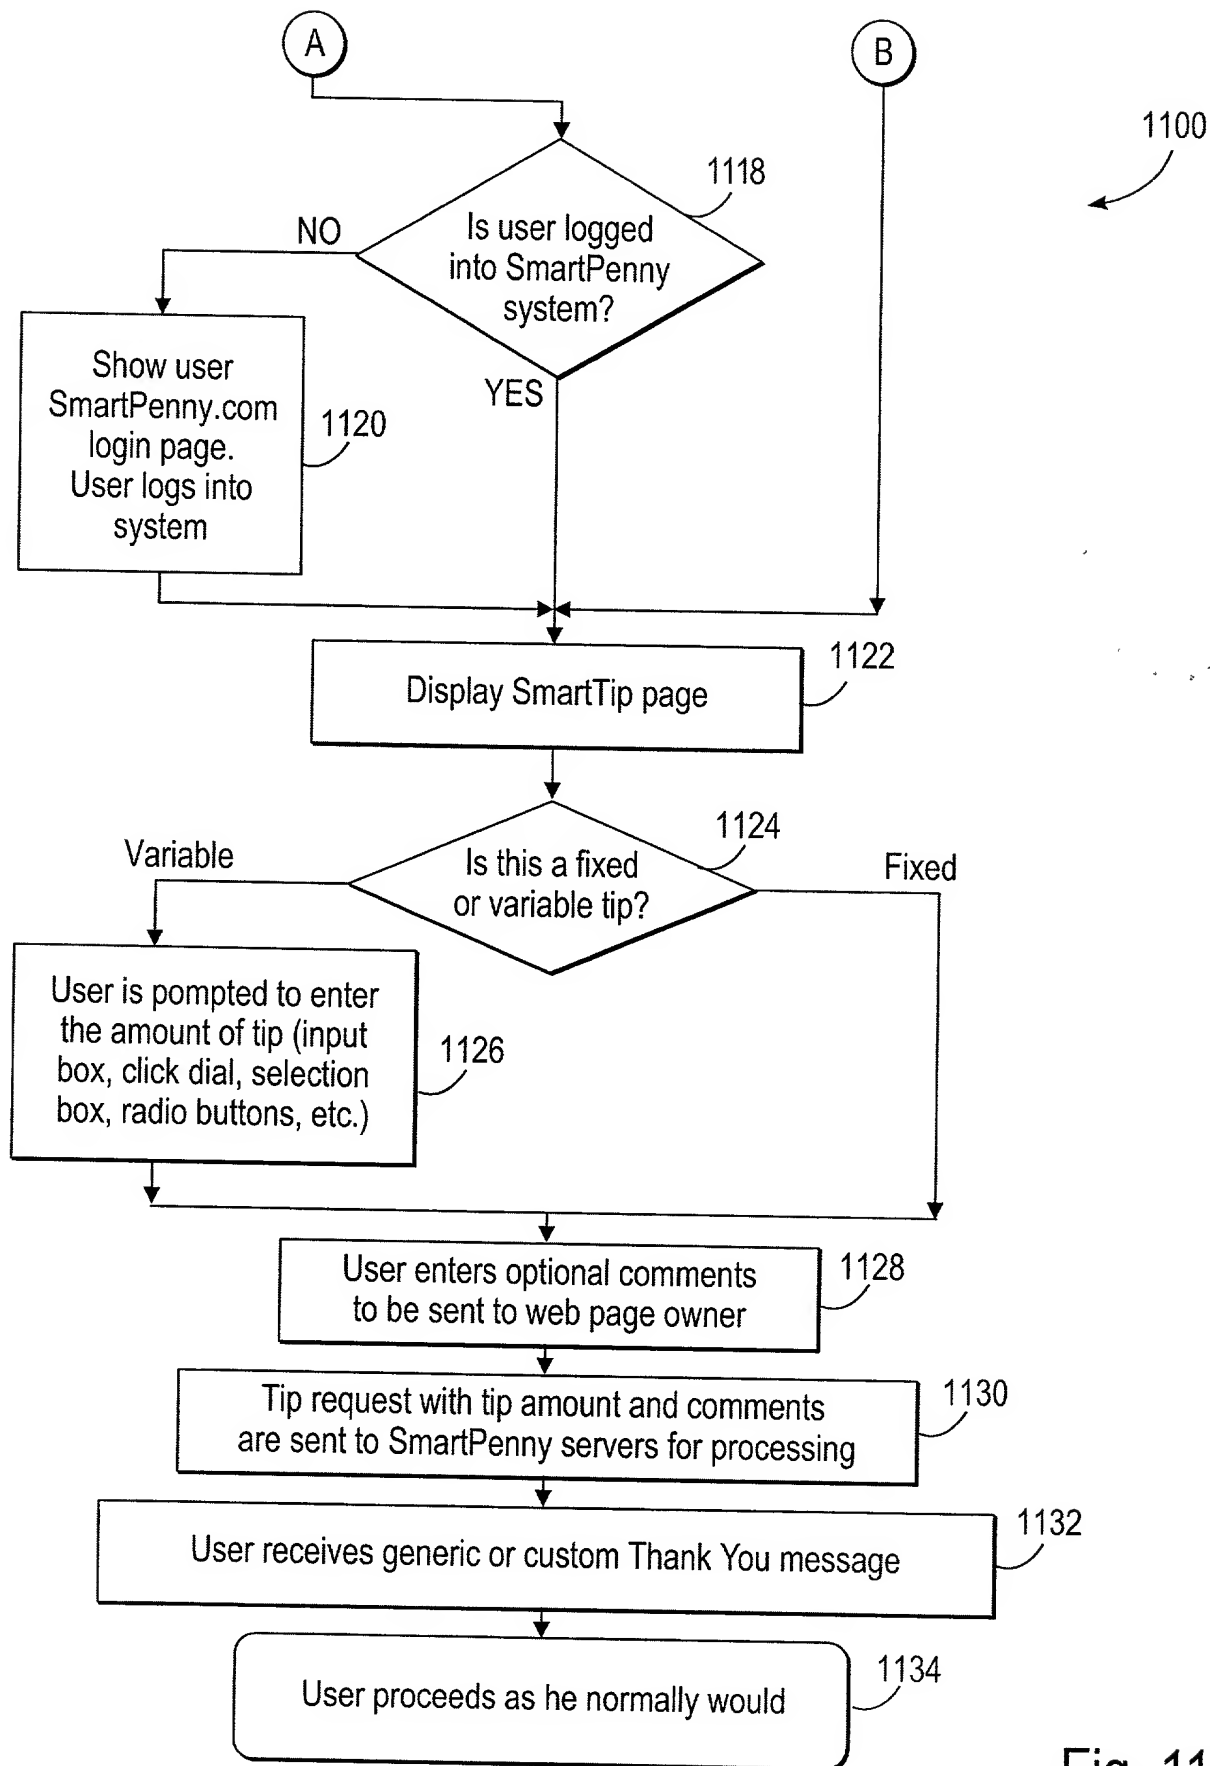 A
B
1100
1118
Is user logged
into SmartPenny
system?
NO
YES
Show user
SmartPenny.com
login page.
User logs into
system
1120
Display SmartTip page
1122
1124
Is this a fixed
or variable tip?
Variable
Fixed
User is pompted to enter
the amount of tip (input
box, click dial, selection
box, radio buttons, etc.)
1126
User enters optional comments
to be sent to web page owner
1128
Tip request with tip amount and comments
are sent to SmartPenny servers for processing
1130
User receives generic or custom Thank You message
1132
User proceeds as he normally would
1134
Fig. 11